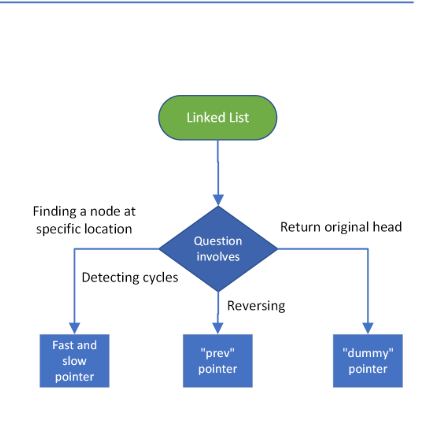 Linked List
Finding a node at
specific location
Question
involves
Return original head
Detecting cycles
Reversing
Fast and
slow
pointer
"prev"
pointer
"dummy"
pointer